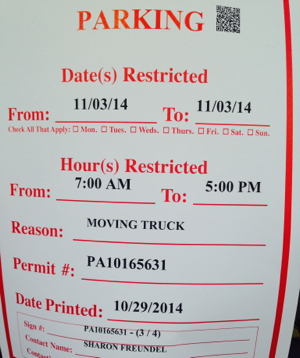 PARKING
Date(s) Restricted
From: 11/03/14 To: 11/03/14
Check All That Apply: ☐ Mon. ☐ Tues. ☐ Weds. ☐ Thurs. ☐ Fri. ☐ Sat. ☐ Sun.
Hour(s) Restricted
From: 7:00 AM To: 5:00 PM
Reason: MOVING TRUCK
Permit #: PA10165631
Date Printed: 10/29/2014
Sign #: PA10165631 - (3 / 4)
Contact Name: SHARON FREUNDEL